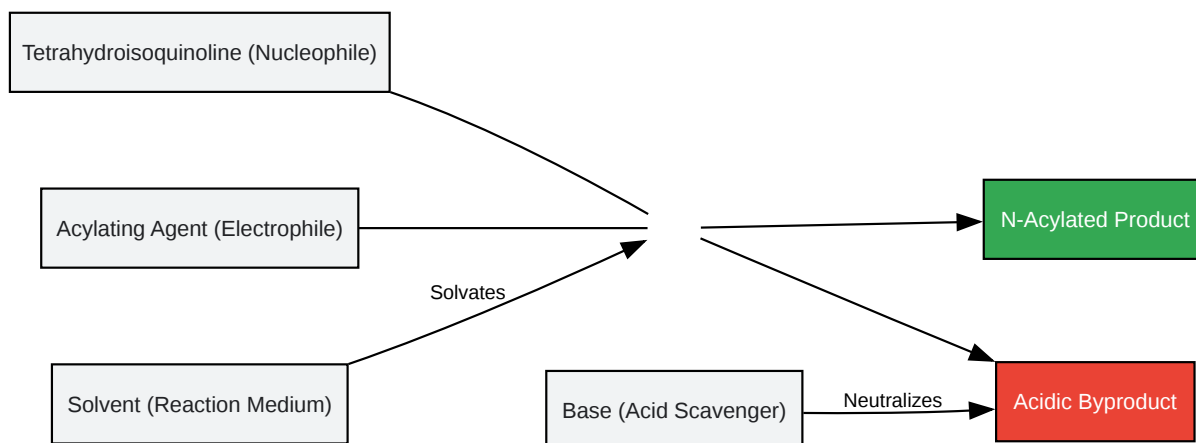 Tetrahydroisoquinoline (Nucleophile)
Acylating Agent (Electrophile)
N-Acylated Product
Solvates
Solvent (Reaction Medium)
Base (Acid Scavenger)
Neutralizes
Acidic Byproduct